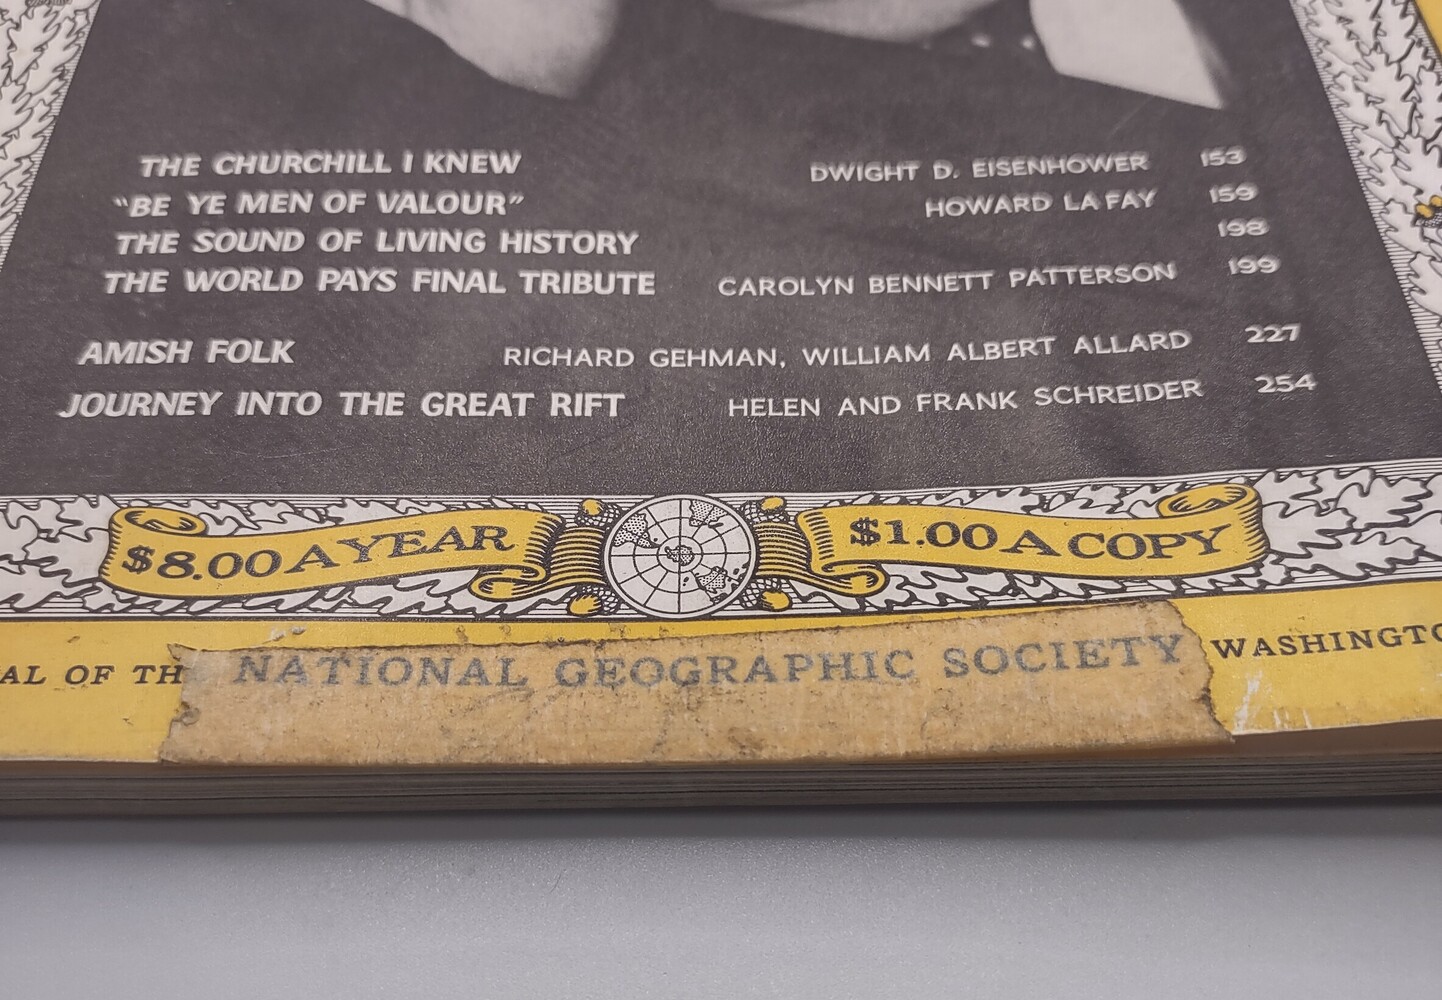 THE CHURCHILL I KNEW DWIGHT D. EISENHOWER 153
"BE YE MEN OF VALOUR" HOWARD LA FAY 159
THE SOUND OF LIVING HISTORY 198
THE WORLD PAYS FINAL TRIBUTE CAROLYN BENNETT PATTERSON 199
AMISH FOLK RICHARD GEHMAN, WILLIAM ALBERT ALLARD 227
JOURNEY INTO THE GREAT RIFT HELEN AND FRANK SCHREIDER 254
$8.00 A YEAR $1.00 A COPY
AL OF TH NATIONAL GEOGRAPHIC SOCIETY WASHINGTO